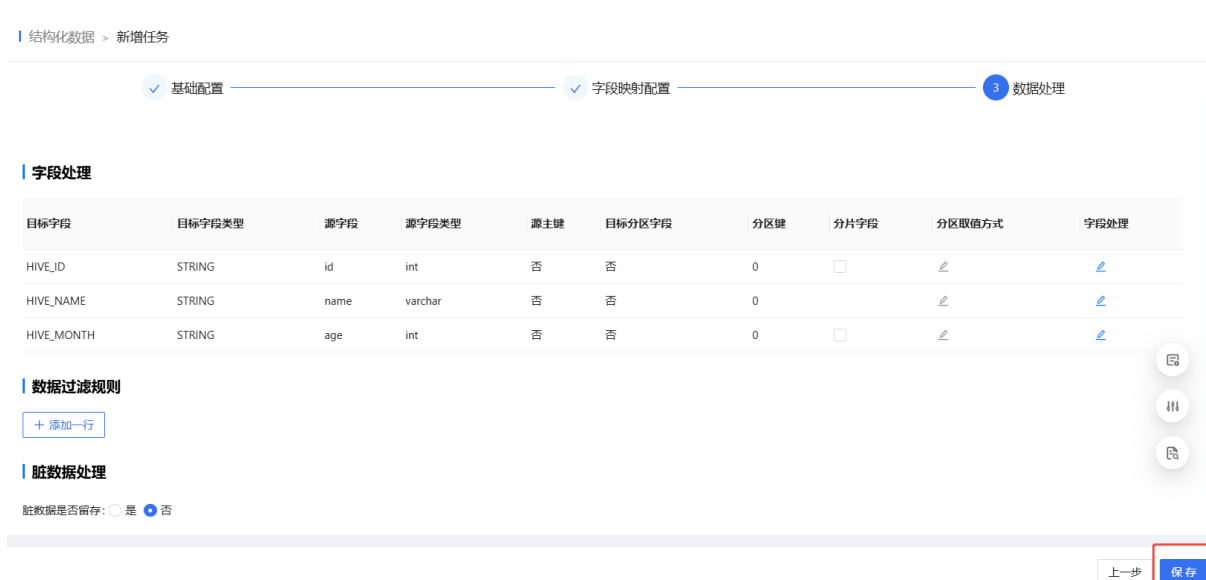 结构化数据 > 新增任务
基础配置 字段映射配置 3 数据处理
字段处理
目标字段 目标字段类型 源字段 源字段类型 源主键 目标分区字段 分区键 分片字段 分区取值方式 字段处理
HIVE_ID STRING id int 否 否 0
HIVE_NAME STRING name varchar 否 否 0
HIVE_MONTH STRING age int 否 否 0
数据过滤规则
+ 添加一行
脏数据处理
脏数据是否留存: 是 否
上一步 保存